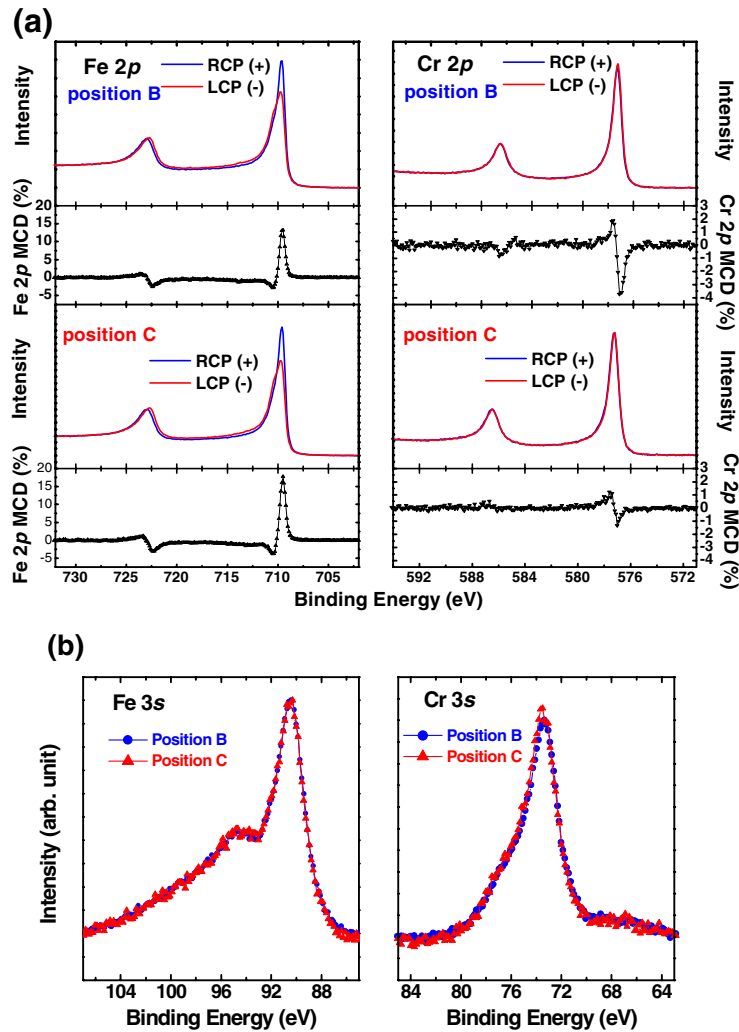 (a)
Fe 2p
position B
RCP (+)
LCP (-)
Intensity
Cr 2p
position B
RCP (+)
LCP (-)
Intensity
Fe 2p MCD (%)
20
15
10
5
0
-5
Cr 2p MCD (%)
3
2
1
0
-1
-2
-3
-4
position C
RCP (+)
LCP (-)
Intensity
position C
RCP (+)
LCP (-)
Intensity
Fe 2p MCD (%)
20
15
10
5
0
-5
Cr 2p MCD (%)
3
2
1
0
-1
-2
-3
-4
730 725 720 715 710 705
592 588 584 580 576 572
Binding Energy (eV)
(b)
Fe 3s
Position B
Position C
Intensity (arb. unit)
104 100 96 92 88
Binding Energy (eV)
Cr 3s
Position B
Position C
84 80 76 72 68 64
Binding Energy (eV)